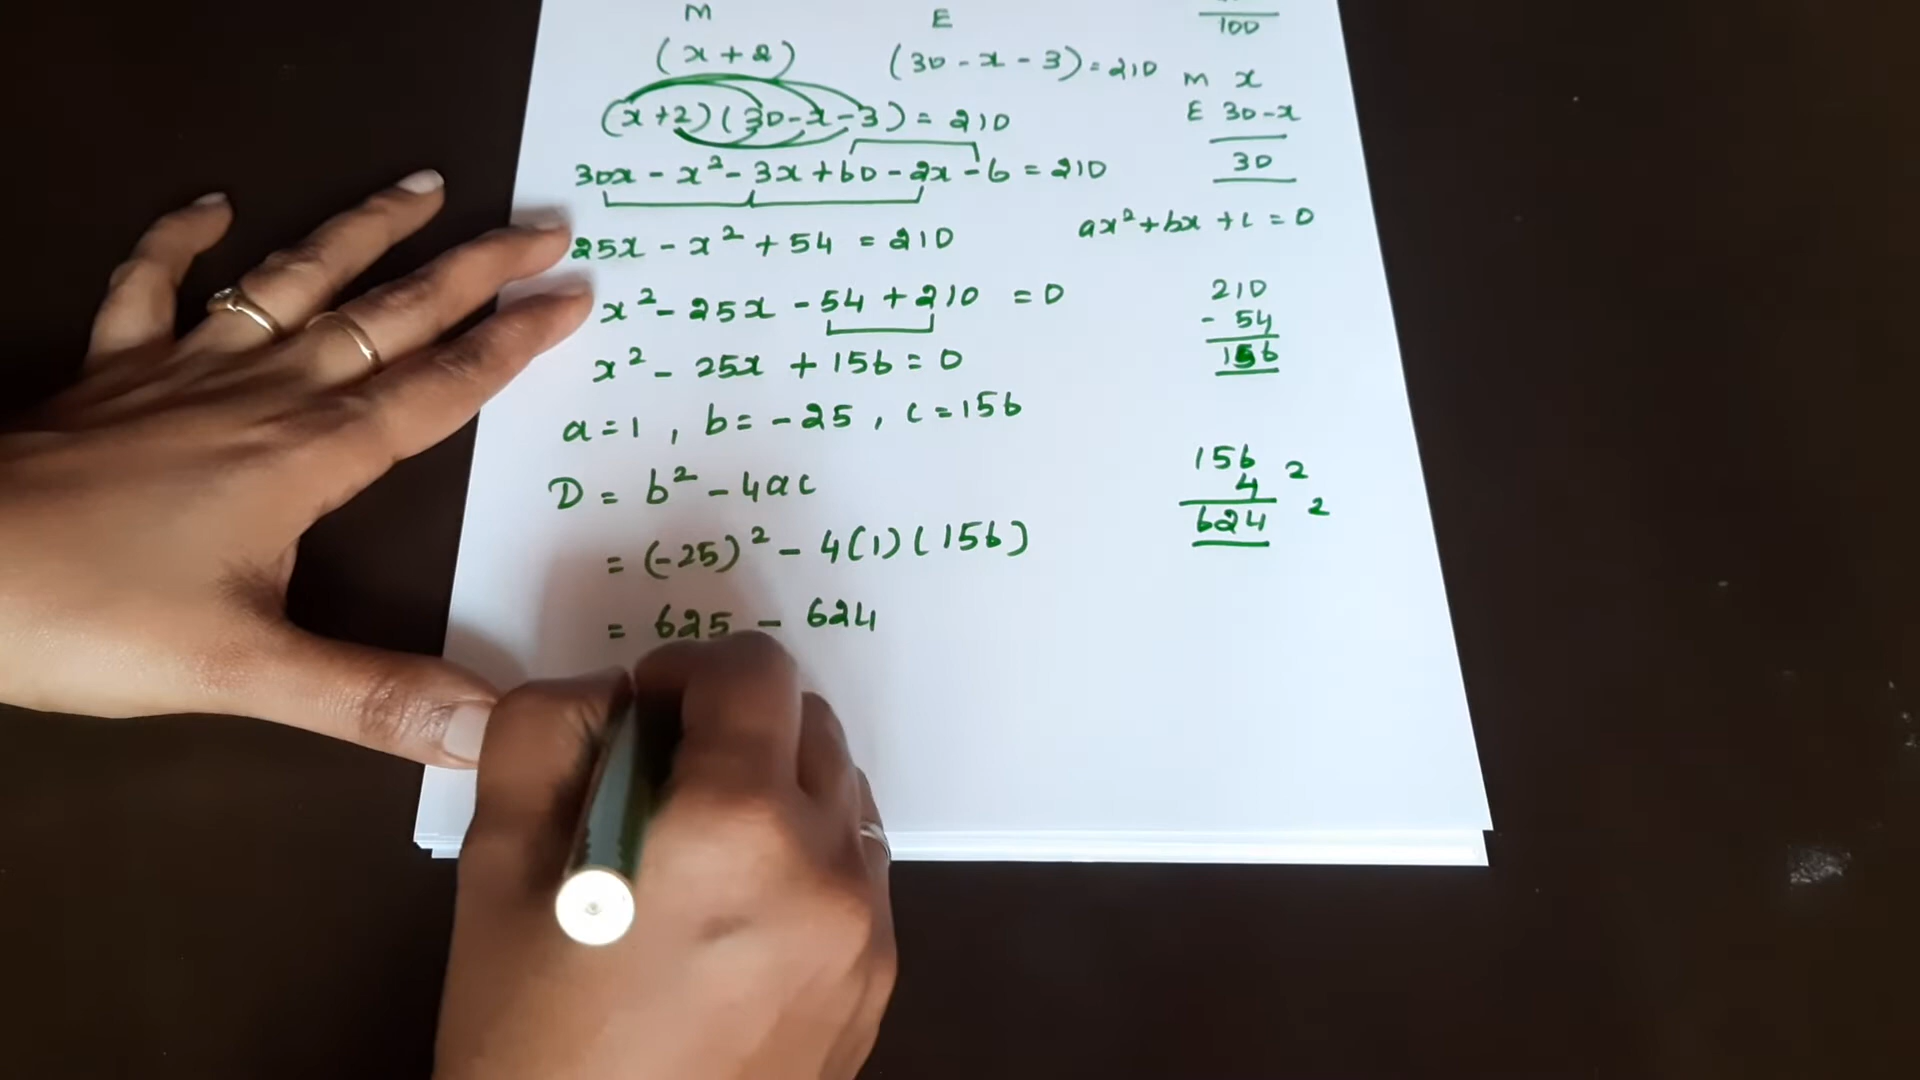 M E
(x + 2) (30 - x - 3) = 210
(x + 2) (30 - x - 3) = 210
30x - x² - 3x + 60 - 2x - 6 = 210
25x - x² + 54 = 210
x² - 25x - 54 + 210 = 0
x² - 25x + 156 = 0
a = 1 , b = -25 , c = 156
D = b² - 4ac
= (-25)² - 4(1)(156)
= 625 - 624
100
M x
E 30-x
30
ax² + bx + c = 0
210
- 54
156
156
4 2
624 2